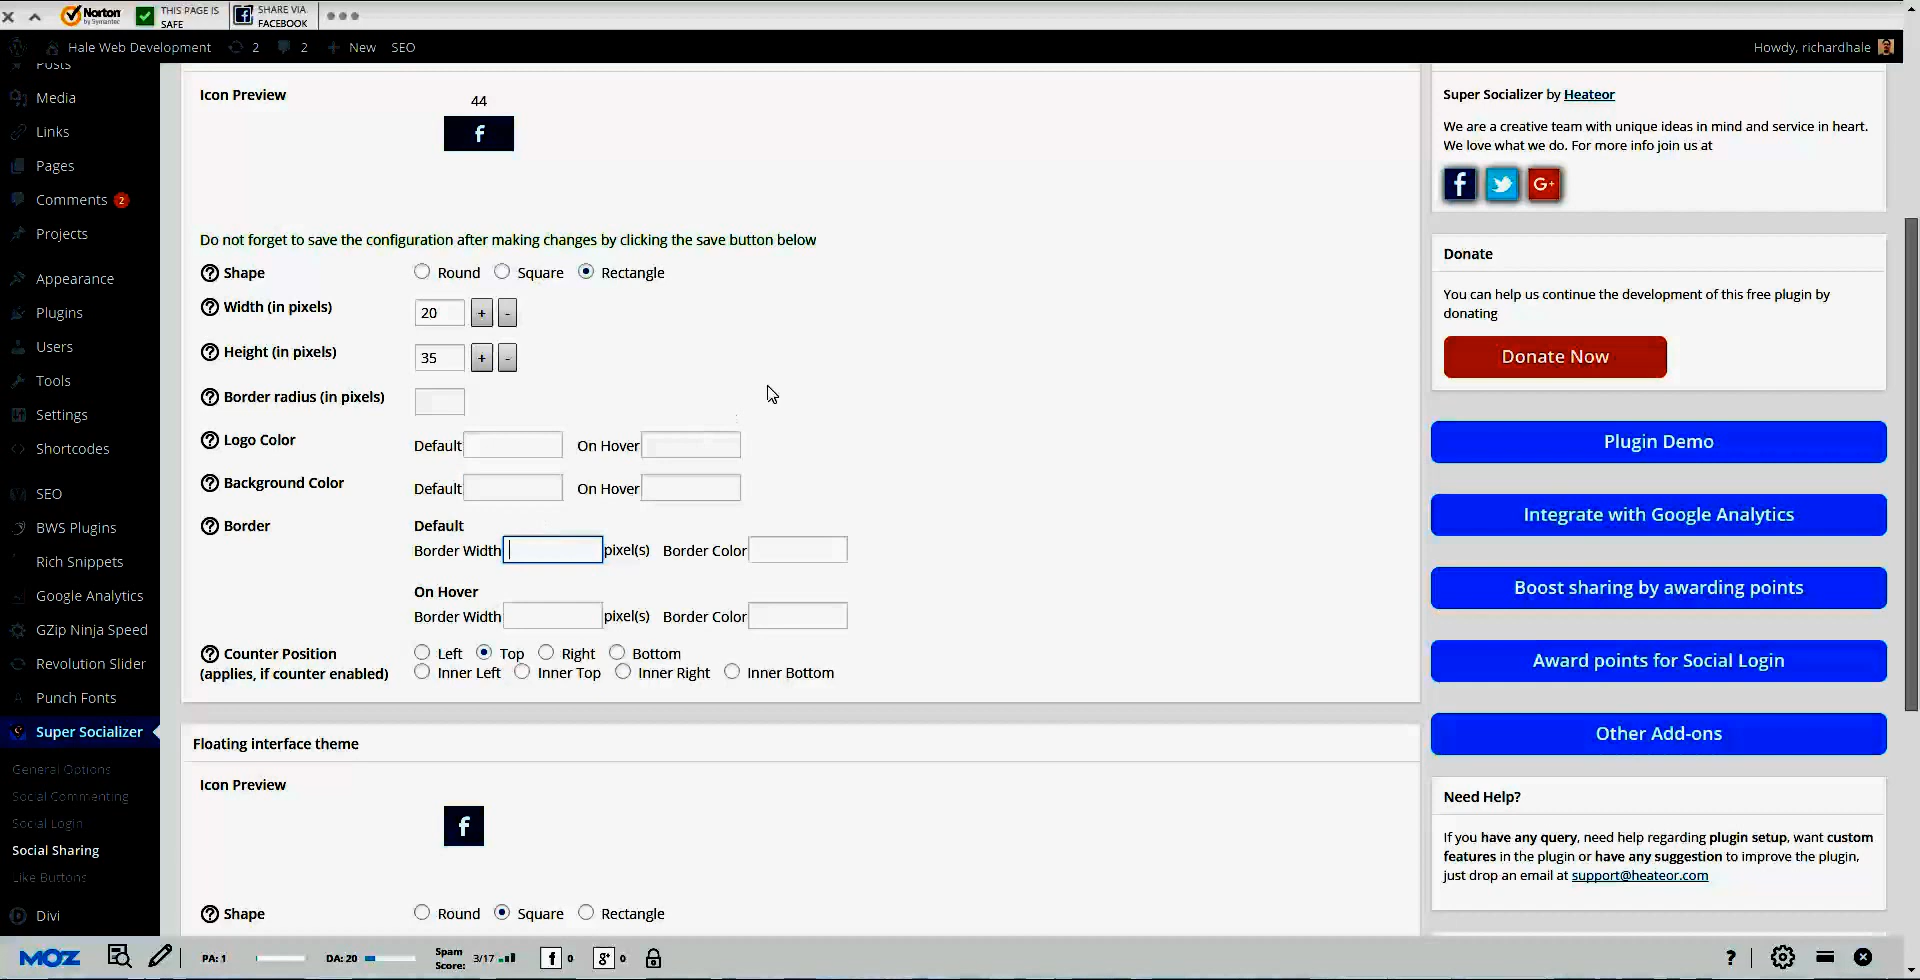 Norton
by Symantec
THIS PAGE IS
SAFE
SHARE VIA
FACEBOOK
Hale Web Development
2
2
New
SEO
Howdy, richardhale
Posts
Media
Links
Pages
Comments 2
Projects
Appearance
Plugins
Users
Tools
Settings
Shortcodes
SEO
BWS Plugins
Rich Snippets
Google Analytics
GZip Ninja Speed
Revolution Slider
Punch Fonts
Super Socializer
General Options
Social Commenting
Social Login
Social Sharing
Like Buttons
Divi
Icon Preview
44
Do not forget to save the configuration after making changes by clicking the save button below
Shape
Round Square Rectangle
Width (in pixels)
20 + -
Height (in pixels)
35 + -
Border radius (in pixels)
Logo Color
Default On Hover
Background Color
Default On Hover
Border
Default
Border Width pixel(s) Border Color
On Hover
Border Width pixel(s) Border Color
Counter Position
(applies, if counter enabled)
Left Top Right Bottom
Inner Left Inner Top Inner Right Inner Bottom
Floating interface theme
Icon Preview
Shape
Round Square Rectangle
Super Socializer by Heateor
We are a creative team with unique ideas in mind and service in heart.
We love what we do. For more info join us at
Donate
You can help us continue the development of this free plugin by
donating
Donate Now
Plugin Demo
Integrate with Google Analytics
Boost sharing by awarding points
Award points for Social Login
Other Add-ons
Need Help?
If you have any query, need help regarding plugin setup, want custom
features in the plugin or have any suggestion to improve the plugin,
just drop an email at support@heateor.com
MOZ
PA: 1
DA: 20
Spam
Score: 3/17
0
0
?